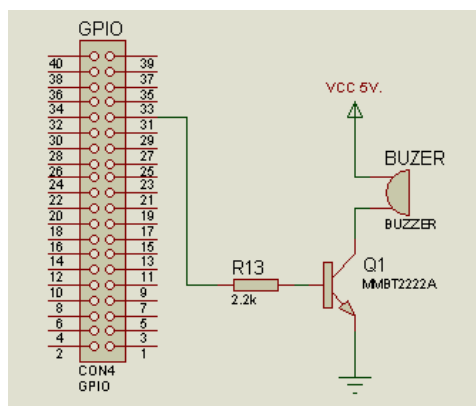 GPIO
40 39
38 37
36 35
34 33
32 31
30 29
28 27
26 25
24 23
22 21
20 19
18 17
16 15
14 13
12 11
10 9
8 7
6 5
4 3
2 1
CON4
GPIO
VCC 5V.
BUZER
BUZZER
R13
2.2k
Q1
MMBT2222A